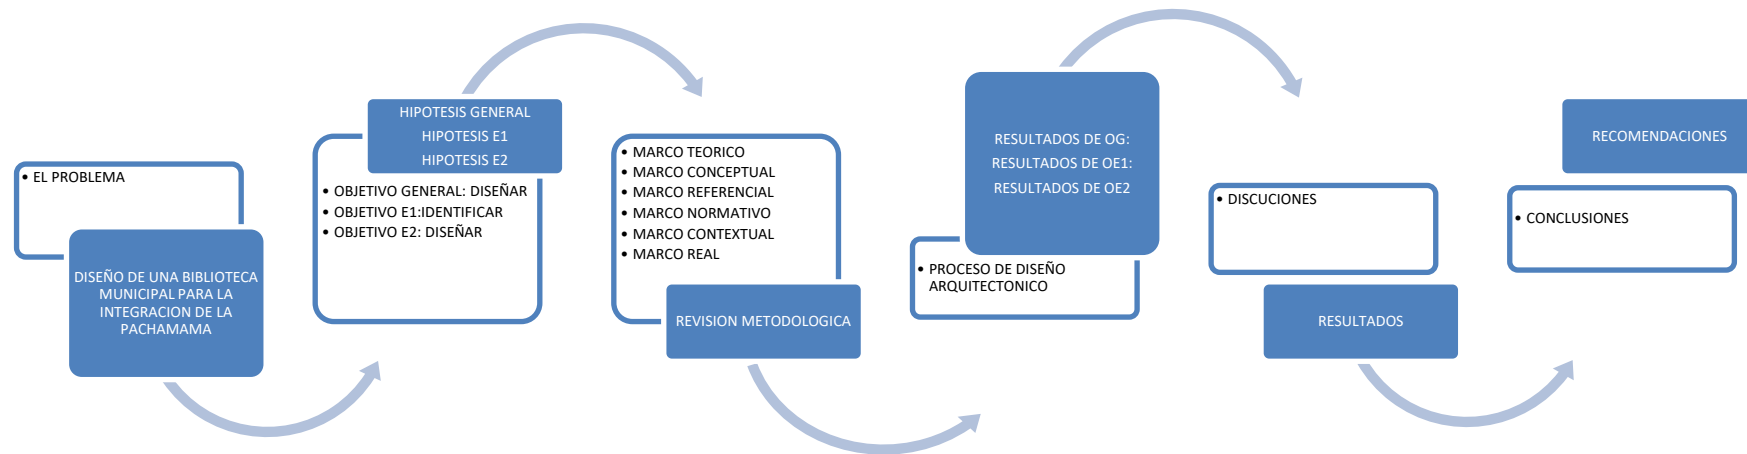 • EL PROBLEMA
DISEÑO DE UNA BIBLIOTECA
MUNICIPAL PARA LA
INTEGRACION DE LA
PACHAMAMA
HIPOTESIS GENERAL
HIPOTESIS E1
HIPOTESIS E2
• OBJETIVO GENERAL: DISEÑAR
• OBJETIVO E1:IDENTIFICAR
• OBJETIVO E2: DISEÑAR
• MARCO TEORICO
• MARCO CONCEPTUAL
• MARCO REFERENCIAL
• MARCO NORMATIVO
• MARCO CONTEXTUAL
• MARCO REAL
REVISION METODOLOGICA
RESULTADOS DE OG:
RESULTADOS DE OE1:
RESULTADOS DE OE2
• PROCESO DE DISEÑO
ARQUITECTONICO
• DISCUCIONES
RESULTADOS
RECOMENDACIONES
• CONCLUSIONES